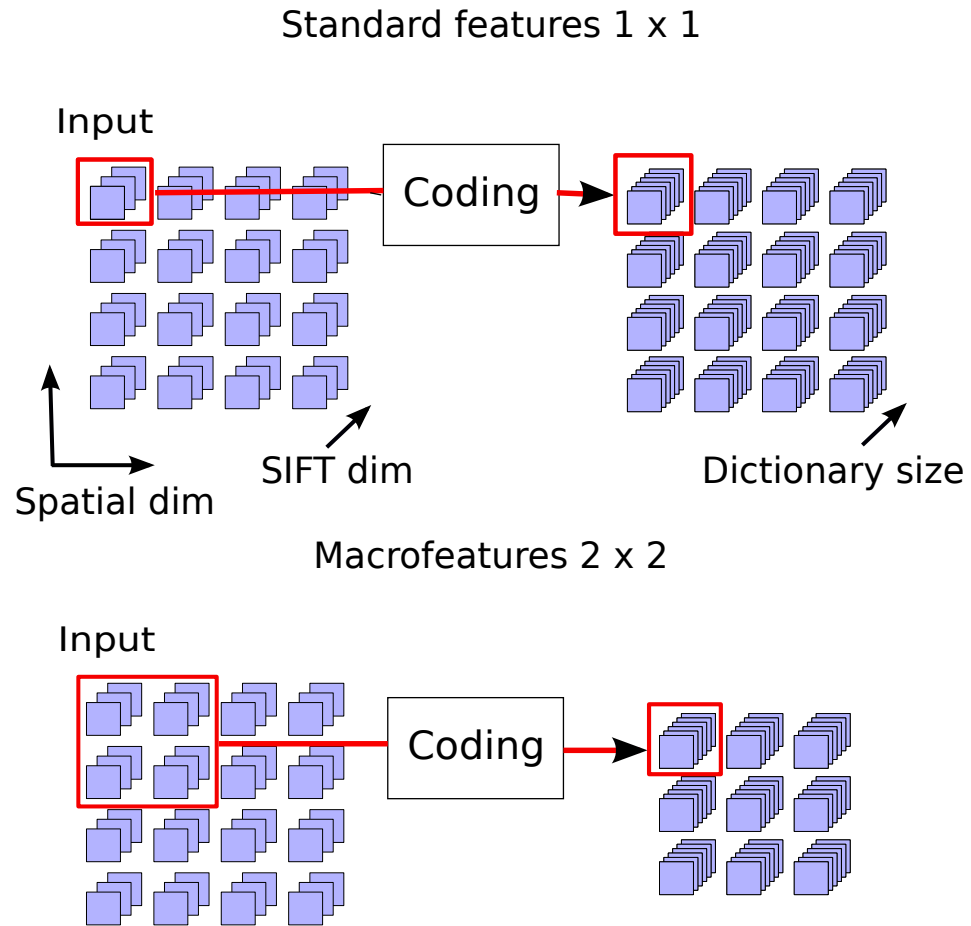 Standard features 1 x 1
Input
Coding
SIFT dim
Dictionary size
Spatial dim
Macrofeatures 2 x 2
Input
Coding